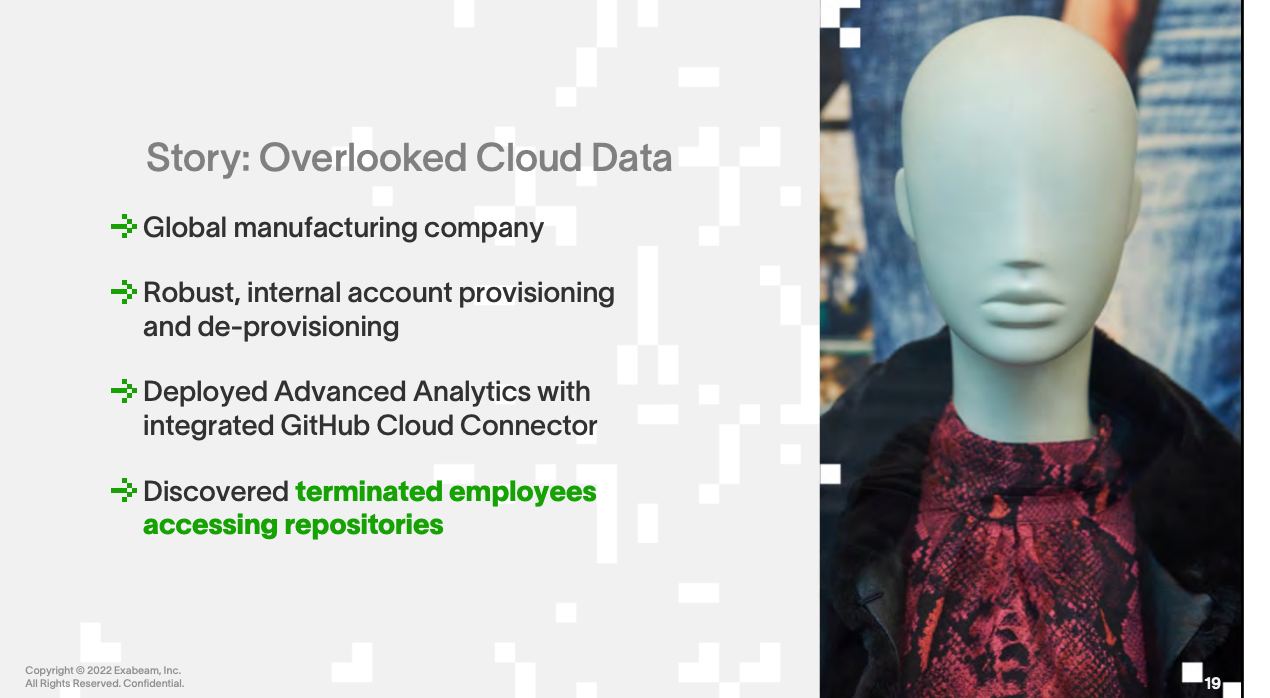 Story: Overlooked Cloud Data
Global manufacturing company
Robust, internal account provisioning
and de-provisioning
Deployed Advanced Analytics with
integrated GitHub Cloud Connector
Discovered terminated employees
accessing repositories
Copyright © 2022 Exabeam, Inc.
All Rights Reserved. Confidential.
19